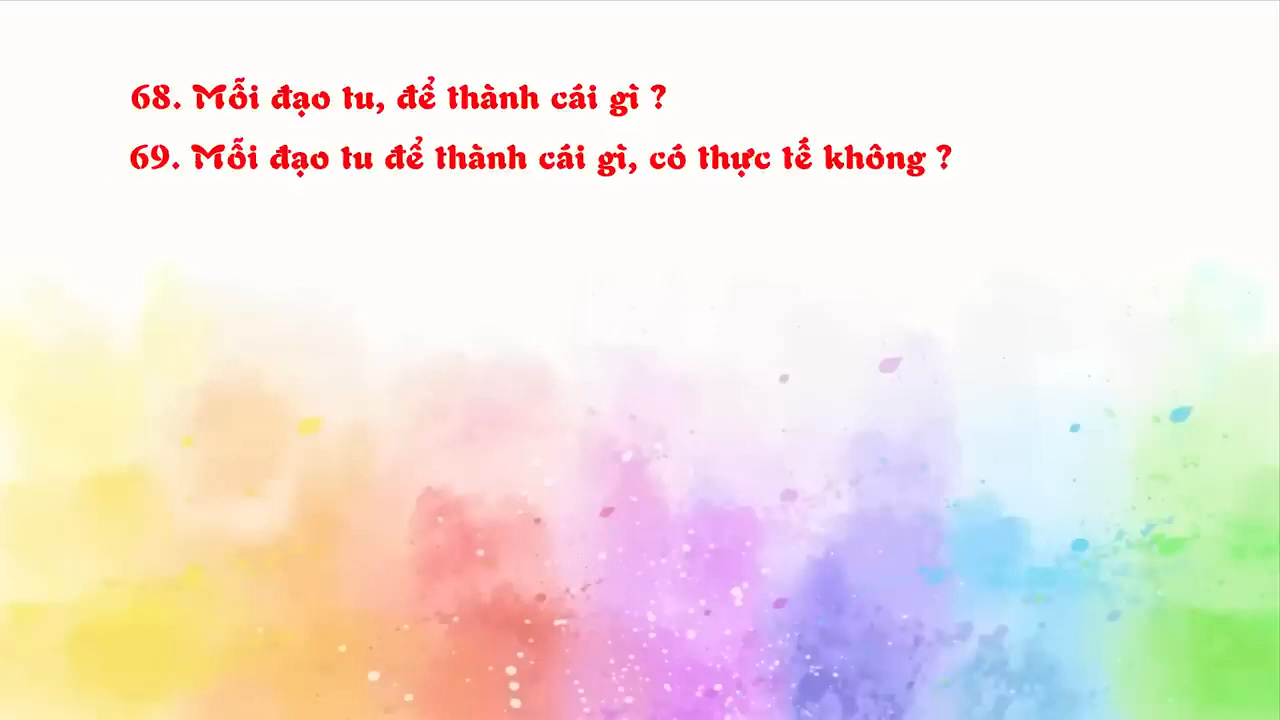 68. Mỗi đạo tu, để thành cái gì ?
69. Mỗi đạo tu để thành cái gì, có thực tế không ?